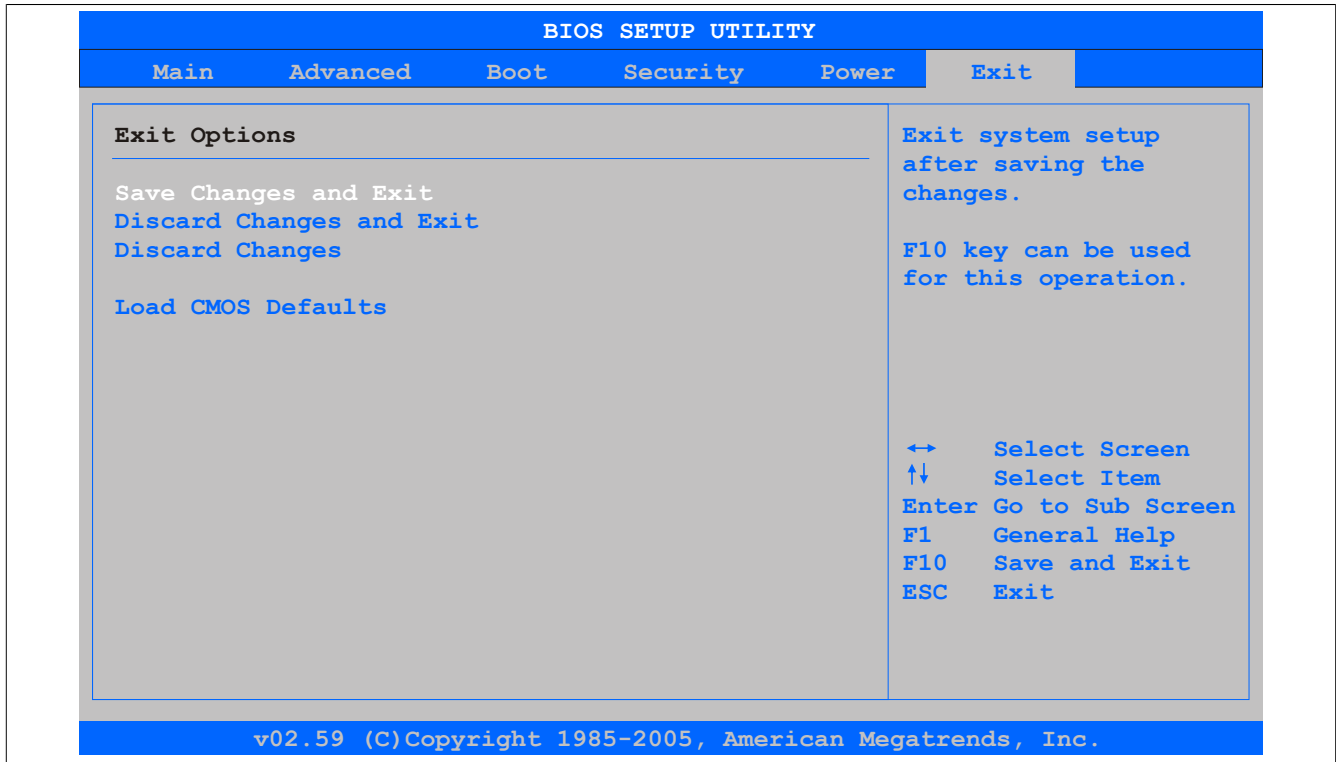 BIOS SETUP UTILITY
Main Advanced Boot Security Power Exit
Exit Options
Save Changes and Exit
Discard Changes and Exit
Discard Changes
Load CMOS Defaults
Exit system setup
after saving the
changes.
F10 key can be used
for this operation.
↔ Select Screen
↑↓ Select Item
Enter Go to Sub Screen
F1 General Help
F10 Save and Exit
ESC Exit
v02.59 (C)Copyright 1985-2005, American Megatrends, Inc.